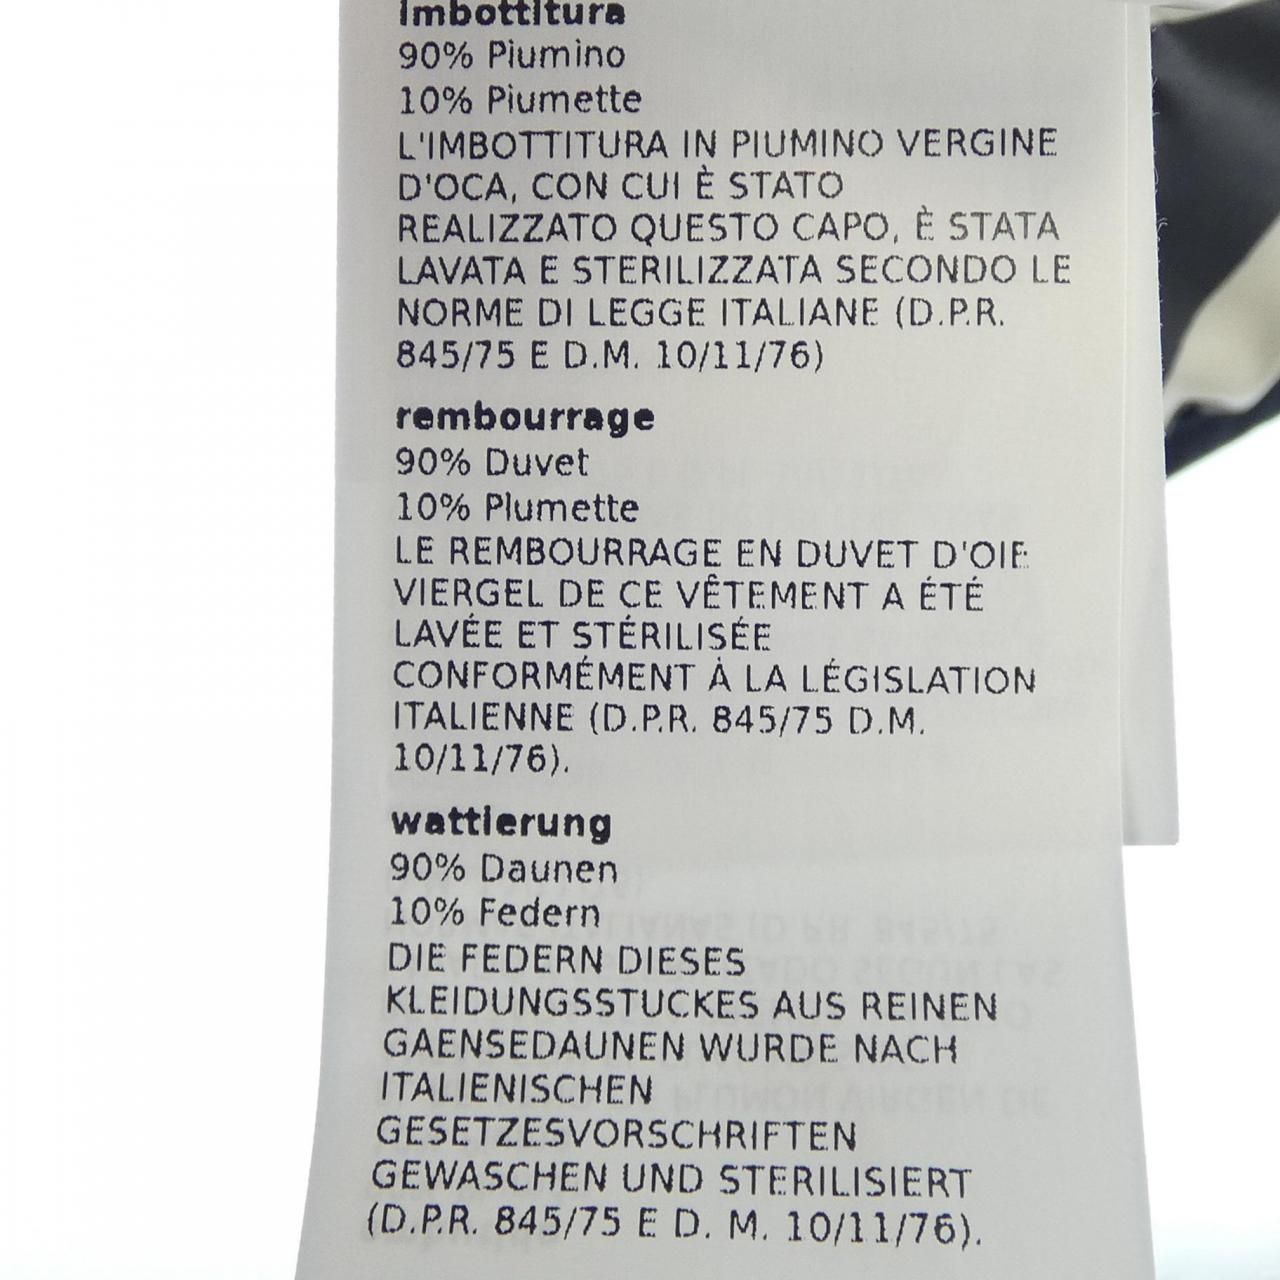 imbottitura
90% Piumino
10% Piumette
L'IMBOTTITURA IN PIUMINO VERGINE
D'OCA, CON CUI È STATO
REALIZZATO QUESTO CAPO, È STATA
LAVATA E STERILIZZATA SECONDO LE
NORME DI LEGGE ITALIANE (D.P.R.
845/75 E D.M. 10/11/76)
rembourrage
90% Duvet
10% Plumette
LE REMBOURRAGE EN DUVET D'OIE
VIERGEL DE CE VÊTEMENT A ÉTÉ
LAVÉE ET STÉRILISÉE
CONFORMÉMENT À LA LÉGISLATION
ITALIENNE (D.P.R. 845/75 D.M.
10/11/76).
wattierung
90% Daunen
10% Federn
DIE FEDERN DIESES
KLEIDUNGSSTUCKES AUS REINEN
GAENSEDAUNEN WURDE NACH
ITALIENISCHEN
GESETZESVORSCHRIFTEN
GEWASCHEN UND STERILISIERT
(D.P.R. 845/75 E D. M. 10/11/76).